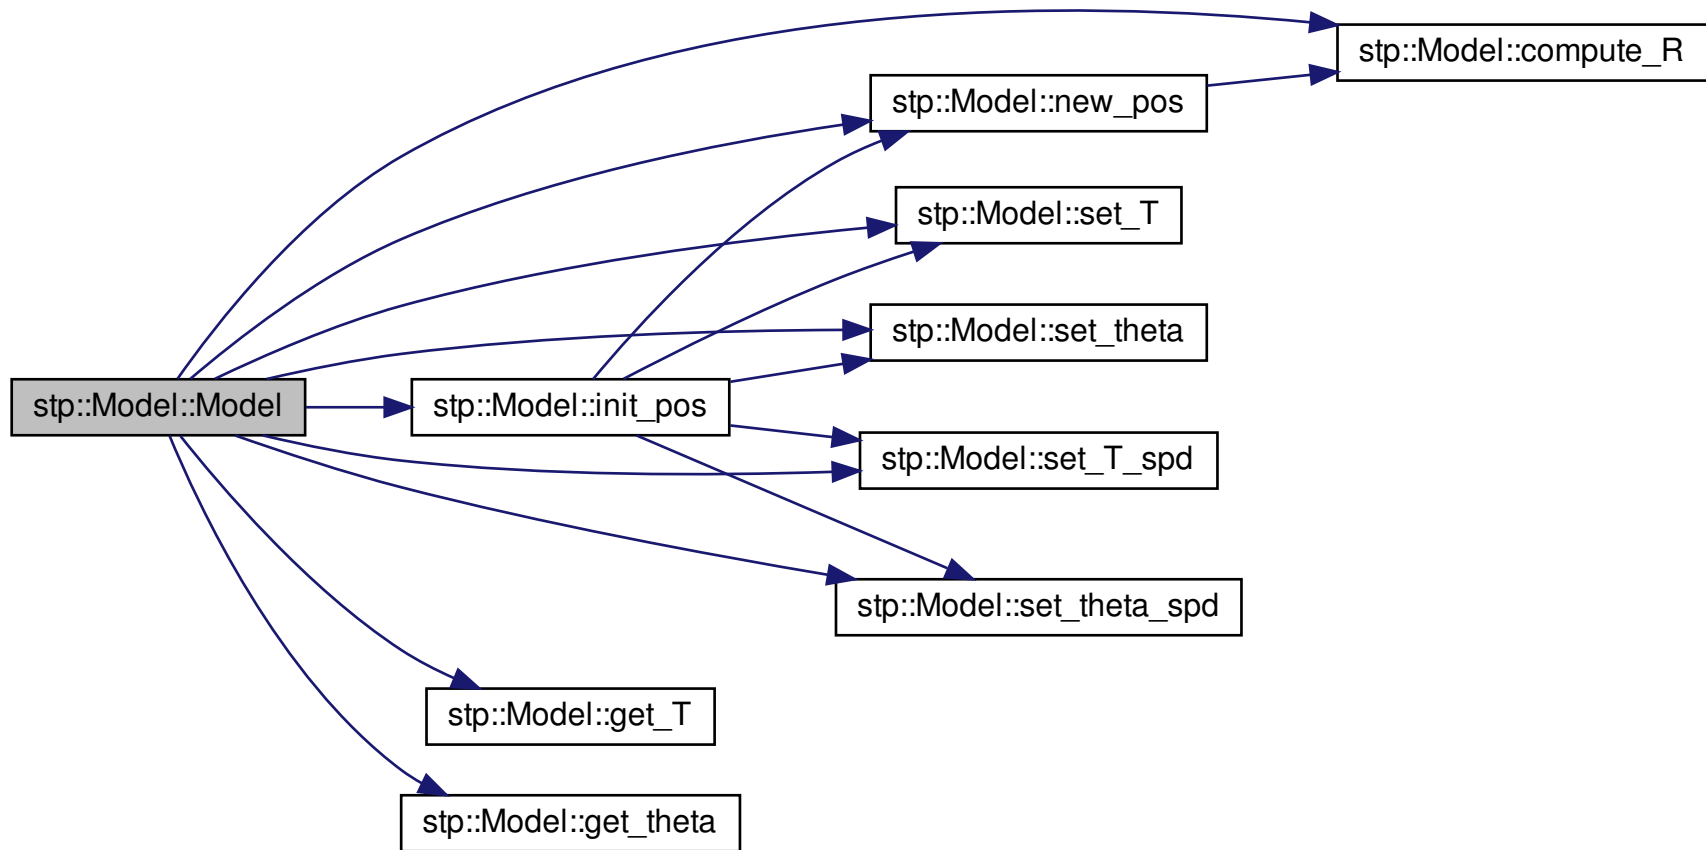 stp::Model::compute_R
stp::Model::new_pos
stp::Model::set_T
stp::Model::set_theta
stp::Model::Model
stp::Model::init_pos
stp::Model::set_T_spd
stp::Model::set_theta_spd
stp::Model::get_T
stp::Model::get_theta